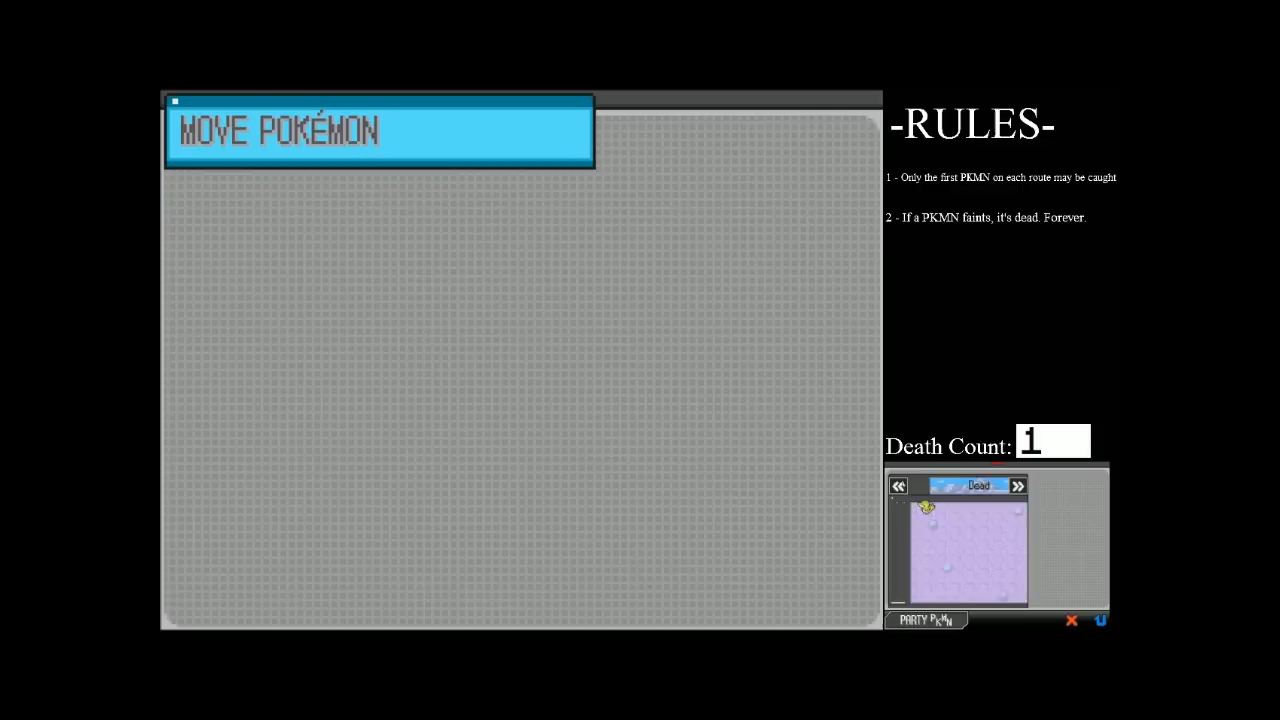 MOVE POKÉMON
-RULES-
1 - Only the first PKMN on each route may be caught
2 - If a PKMN faints, it's dead. Forever.
Death Count: 1
Dead
PARTY PKMN